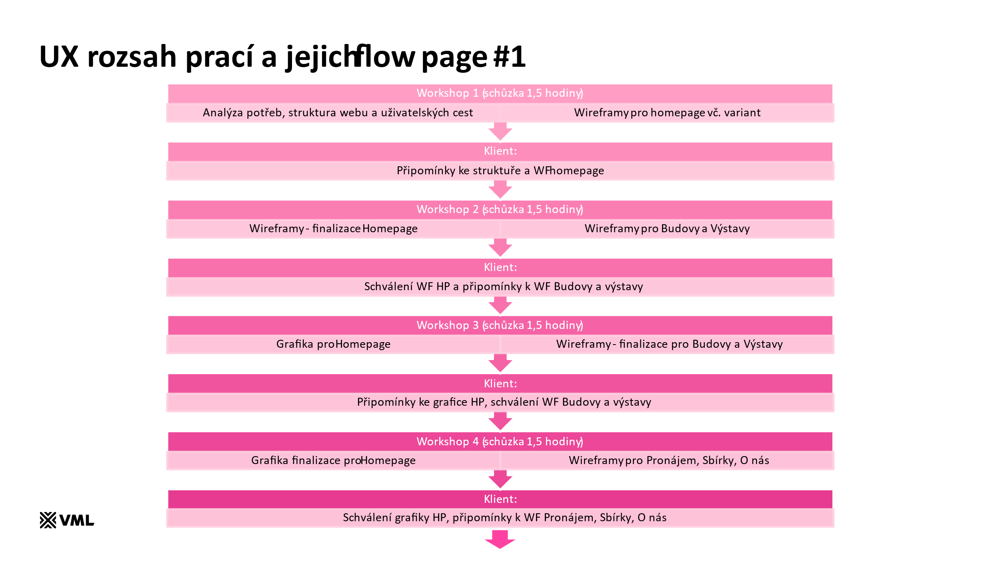 UX rozsah prací a jejich flow page #1
Workshop 1 (schůzka 1,5 hodiny)
Analýza potřeb, struktura webu a uživatelských cest
Wireframy pro homepage vč. variant
Klient:
Připomínky ke struktuře a WF homepage
Workshop 2 (schůzka 1,5 hodiny)
Wireframy - finalizace Homepage
Wireframy pro Budovy a Výstavy
Klient:
Schválení WF HP a připomínky k WF Budovy a výstavy
Workshop 3 (schůzka 1,5 hodiny)
Grafika pro Homepage
Wireframy - finalizace pro Budovy a Výstavy
Klient:
Připomínky ke grafice HP, schválení WF Budovy a výstavy
Workshop 4 (schůzka 1,5 hodiny)
Grafika finalizace pro Homepage
Wireframy pro Pronájem, Sbírky, O nás
Klient:
Schválení grafiky HP, připomínky k WF Pronájem, Sbírky, O nás
VML